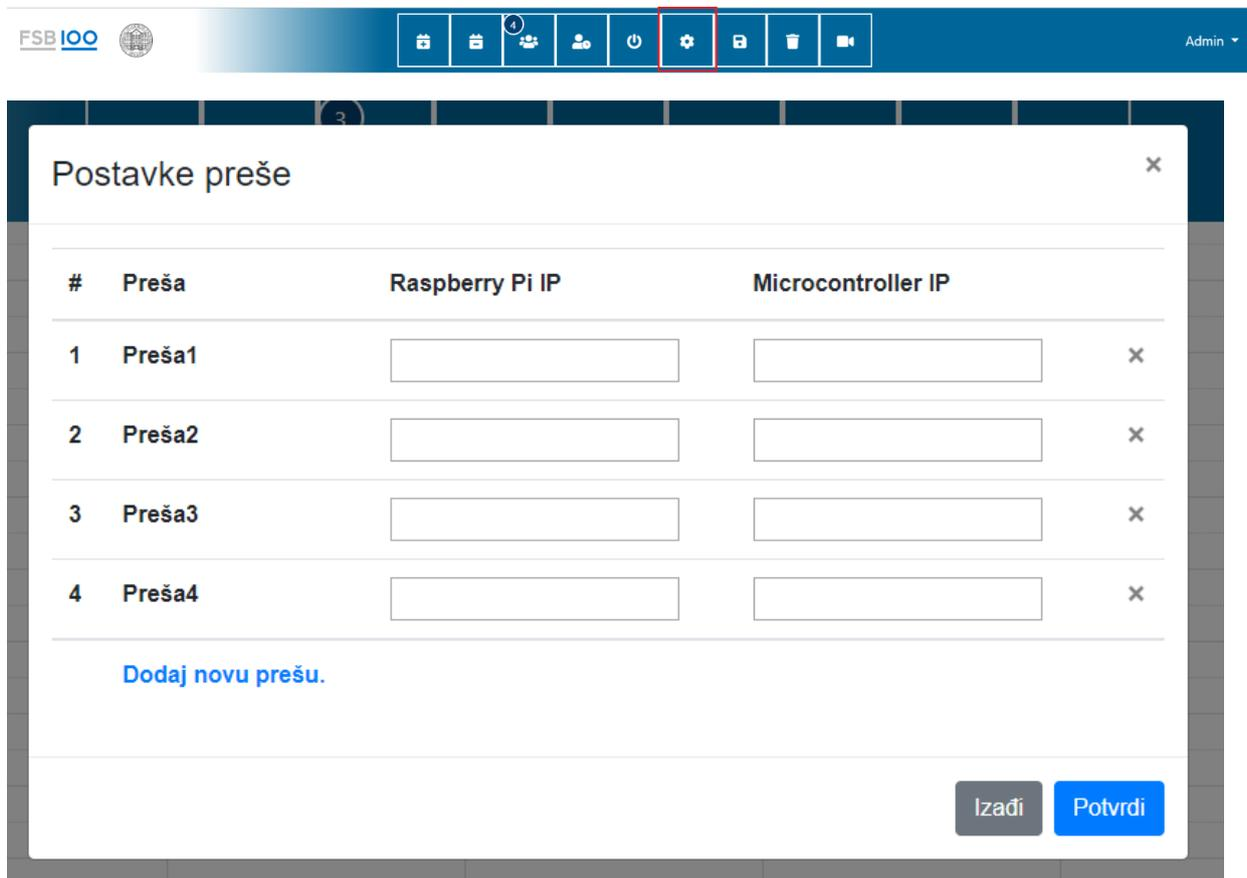 FSB 100
4
Admin
3
Postavke preše
×
# Preša Raspberry Pi IP Microcontroller IP
1 Preša1 ×
2 Preša2 ×
3 Preša3 ×
4 Preša4 ×
Dodaj novu prešu.
Izađi Potvrdi